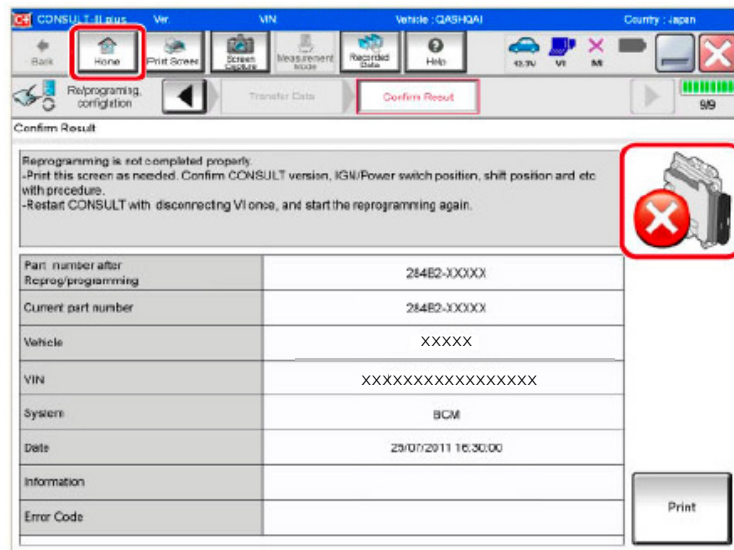 CONSULT-III plus Ver. VIN Vehicle : QASHQAI Country : Japan
Back
Home
Print Screen
Screen Capture
Measurement Mode
Recorded Data
Help
12.3V
VI
MI
Re/programing, configlation
Transfer Data
Confirm Result
9/9
Confirm Result
Reprogramming is not completed properly.
-Print this screen as needed. Confirm CONSULT version, IGN/Power switch position, shift position and etc
with procedure.
-Restart CONSULT with disconnecting VI once, and start the reprogramming again.
Part number after
Reprog/programming
284B2-XXXXX
Current part number
284B2-XXXXX
Vehicle
XXXXX
VIN
XXXXXXXXXXXXXXXXX
System
BCM
Date
25/07/2011 16:30:00
Information
Error Code
Print